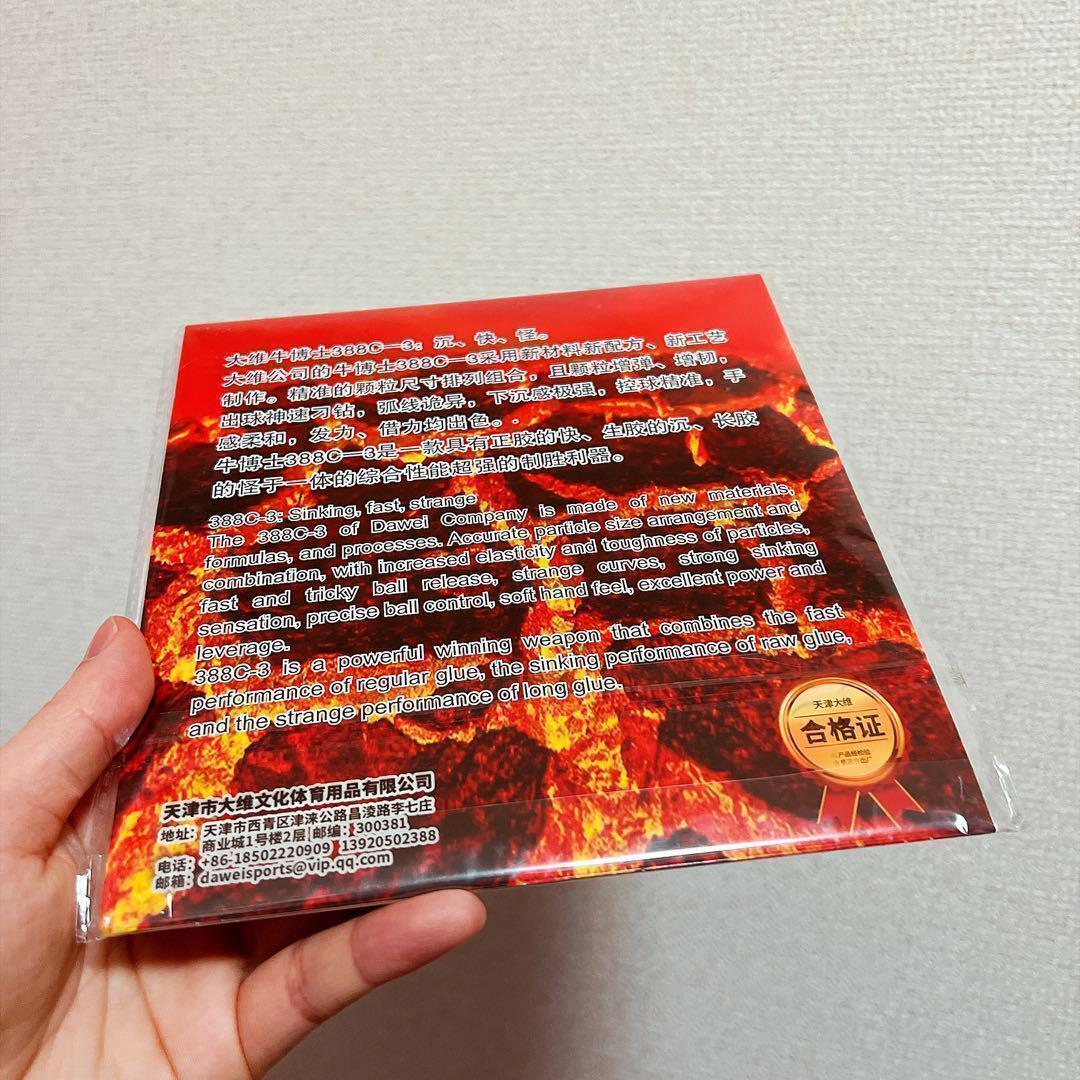 大维牛博士388C—3：沉、快、怪。
大维公司的牛博士388C—3采用新材料新配方、新工艺
制作。精准的颗粒尺寸排列组合，且颗粒增弹、增韧，
出球神速刁钻，弧线诡异，下沉感极强，控球精准，手
感柔和，发力、借力均出色。.
牛博士388C—3是一款具有正胶的快、生胶的沉、长胶
的怪于一体的综合性能超强的制胜利器。
388C-3: Sinking, fast, strange
The 388C-3 of Dawei Company is made of new materials,
formulas, and processes. Accurate particle size arrangement and
combination, with increased elasticity and toughness of particles,
fast and tricky ball release, strange curves, strong sinking
sensation, precise ball control, soft hand feel, excellent power and
leverage.
388C-3 is a powerful winning weapon that combines the fast
performance of regular glue, the sinking performance of raw glue,
and the strange performance of long glue.
天津大维
合格证
产品经检验
出厂
天津市大维文化体育用品有限公司
地址：天津市西青区津涞公路昌凌路李七庄
商业城1号楼2层|邮编：300381
电话：+86-18502220909 13920502388
邮箱：daweisports@vip.qq.com